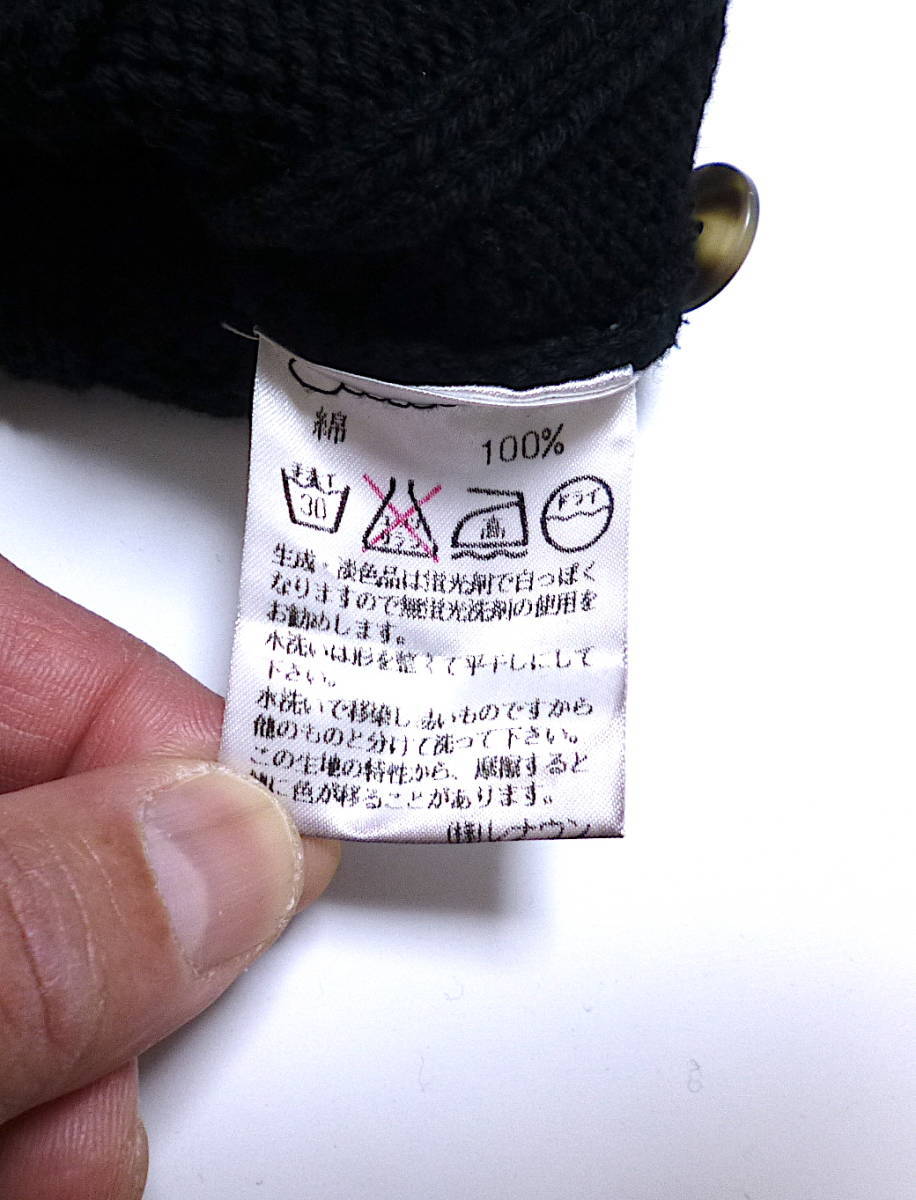 綿 100%
手洗イ 30 エンソ サラシ 高 ドライ
生成・淡色品は蛍光剤で白っぽく
なりますので無蛍光洗剤の使用を
お勧めします。
水洗いは形を整えて平干しにして
下さい。
水洗いで移染し易いものですから
他のものと分けて洗って下さい。
この生地の特性から、摩擦すると
他に色が移ることがあります。
(株)レナウン